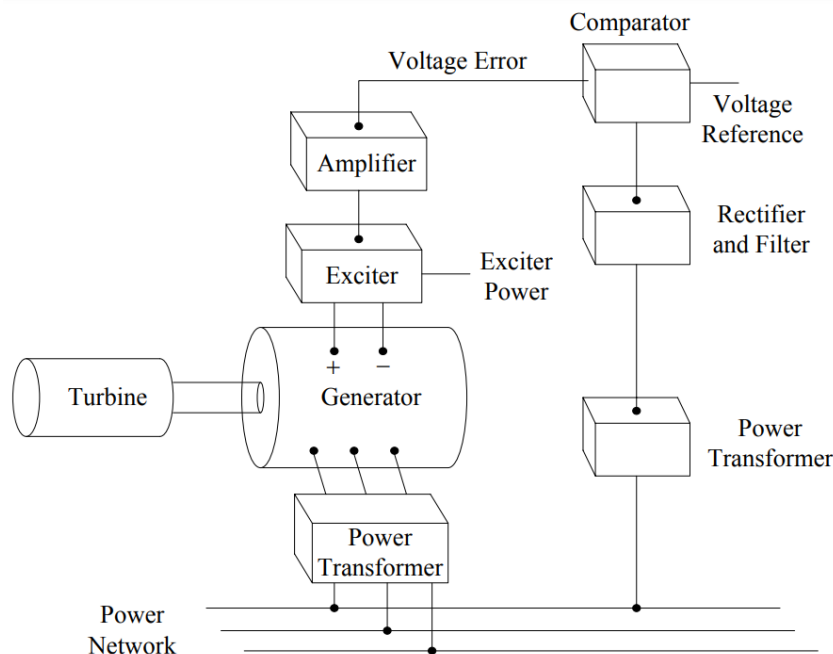 Comparator
Voltage Error
Voltage
Reference
Amplifier
Rectifier
and Filter
Exciter
Exciter
Power
+ −
Turbine
Generator
Power
Transformer
Power
Transformer
Power
Network